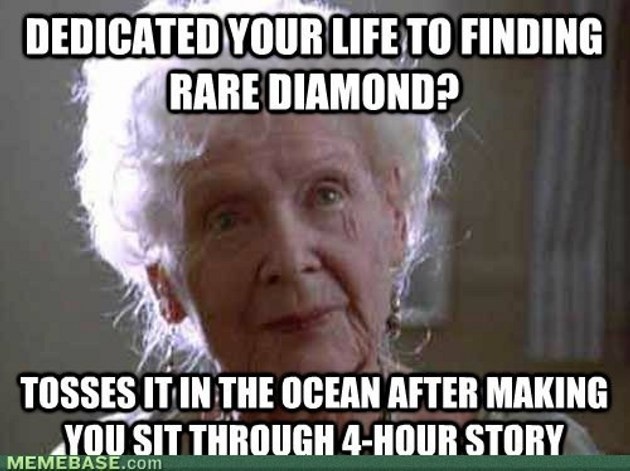 DEDICATED YOUR LIFE TO FINDING
RARE DIAMOND?
TOSSES IT IN THE OCEAN AFTER MAKING
YOU SIT THROUGH 4-HOUR STORY
MEMEBASE.com